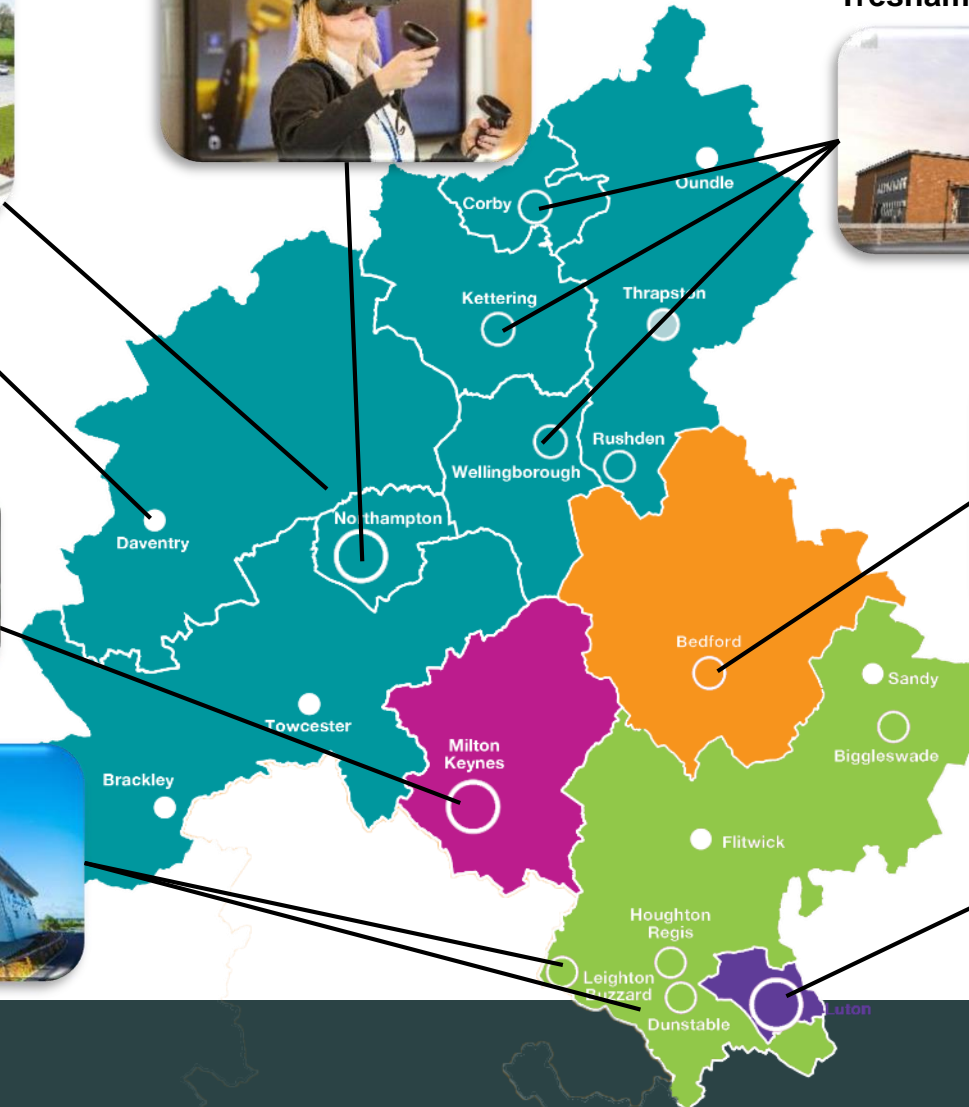 Tresham
Oundle
Corby
Kettering
Thrapston
Rushden
Wellingborough
Northampton
Daventry
Bedford
Sandy
Towcester
Milton
Keynes
Biggleswade
Brackley
Flitwick
Houghton
Regis
Leighton
Buzzard
Luton
Dunstable